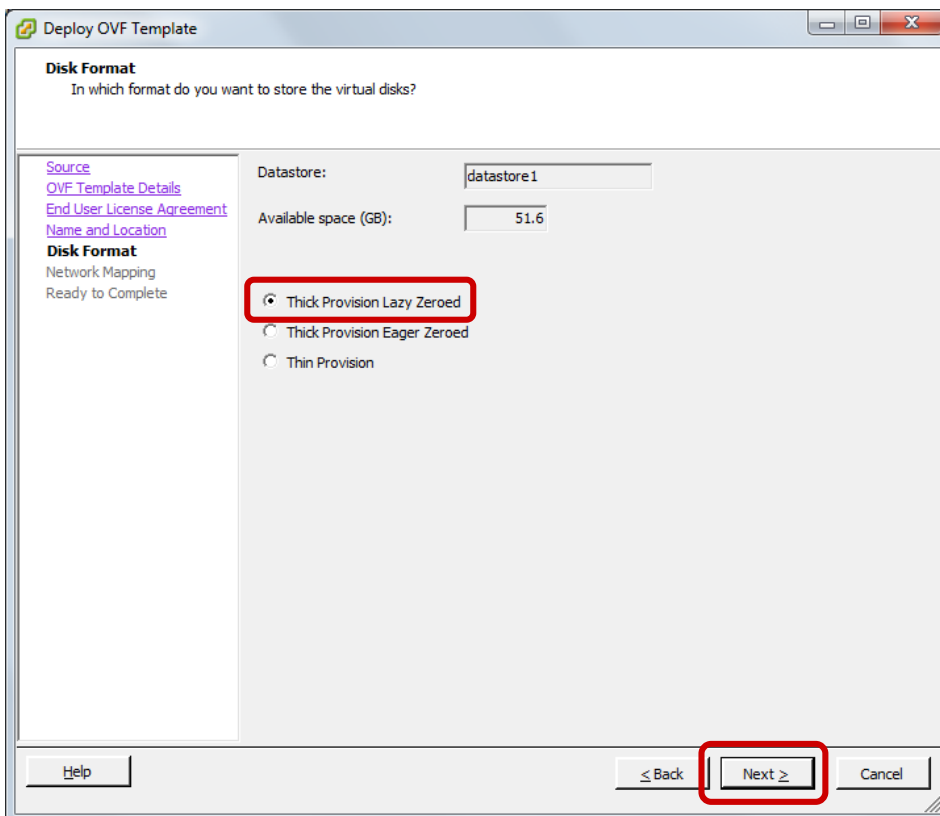 Deploy OVF Template
Disk Format
In which format do you want to store the virtual disks?
Source
OVF Template Details
End User License Agreement
Name and Location
Disk Format
Network Mapping
Ready to Complete
Datastore:
datastore1
Available space (GB):
51.6
Thick Provision Lazy Zeroed
Thick Provision Eager Zeroed
Thin Provision
Help
< Back
Next >
Cancel